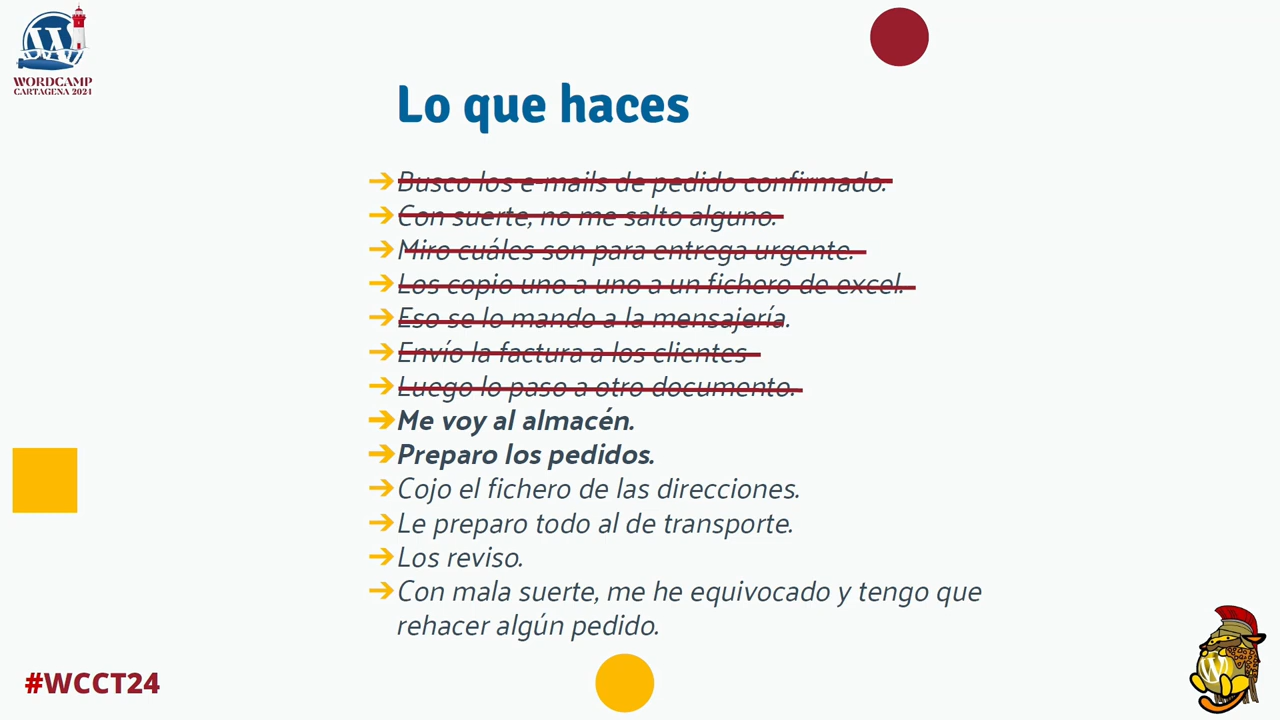 WORDCAMP
CARTAGENA 2024
Lo que haces
➔ Busco los e-mails de pedido confirmado.
➔ Con suerte, no me salto alguno.
➔ Miro cuáles son para entrega urgente.
➔ Los copio uno a uno a un fichero de excel.
➔ Eso se lo mando a la mensajería.
➔ Envío la factura a los clientes
➔ Luego lo paso a otro documento.
➔ Me voy al almacén.
➔ Preparo los pedidos.
➔ Cojo el fichero de las direcciones.
➔ Le preparo todo al de transporte.
➔ Los reviso.
➔ Con mala suerte, me he equivocado y tengo que
rehacer algún pedido.
#WCCT24